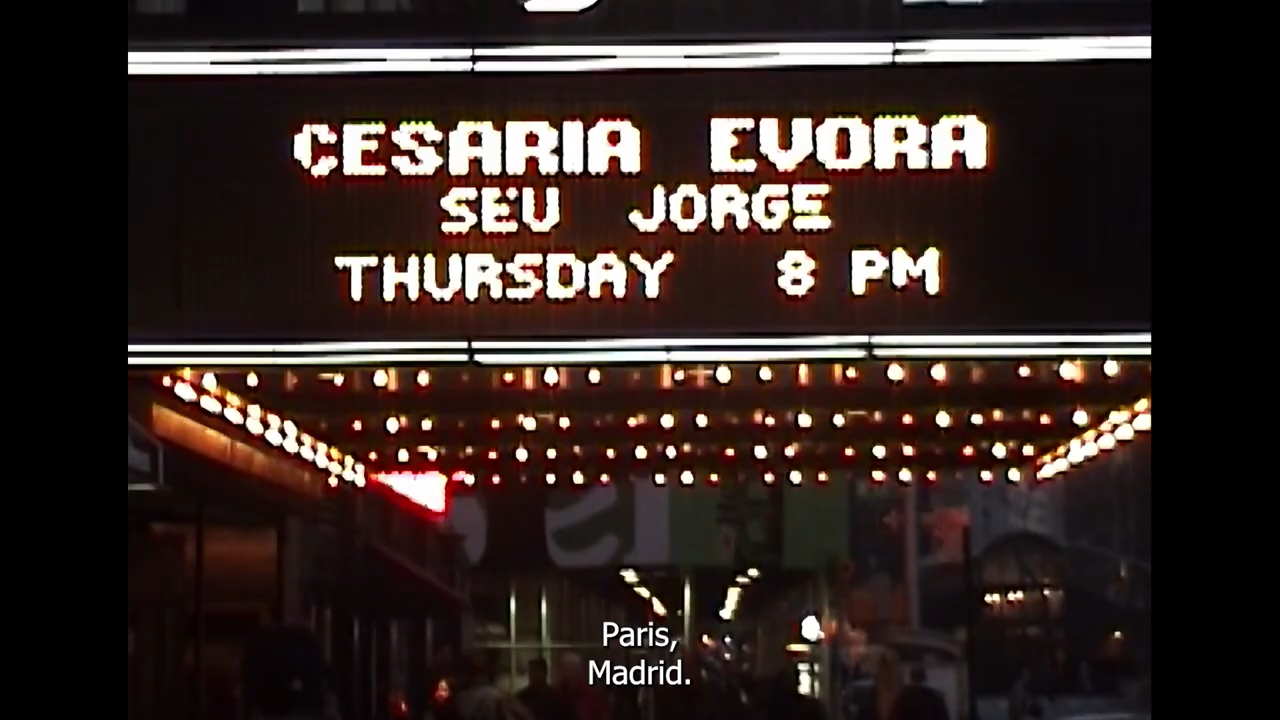 CESARIA EVORA
SEU JORGE
THURSDAY 8 PM
Paris,
Madrid.